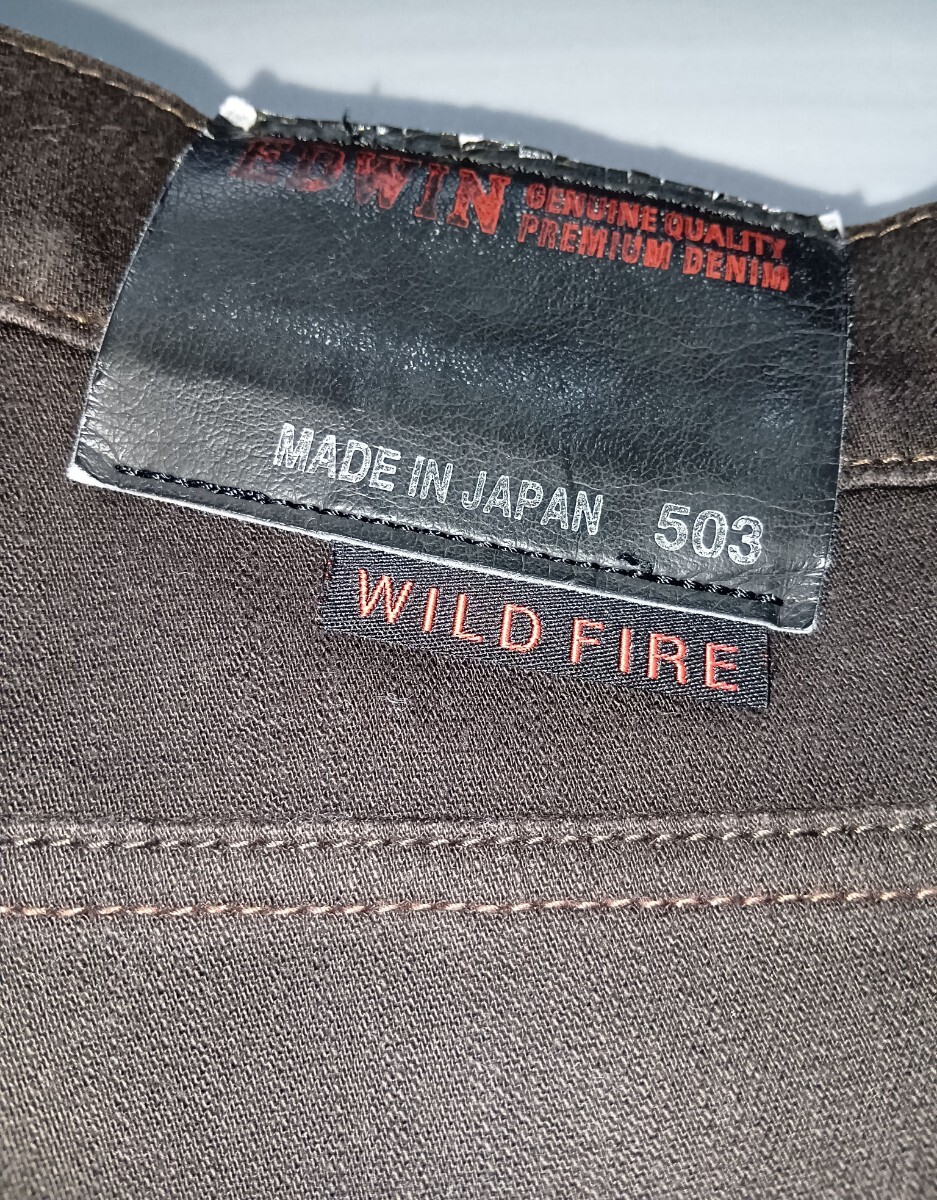 EDWIN GENUINE QUALITY
PREMIUM DENIM
MADE IN JAPAN 503
WILD FIRE